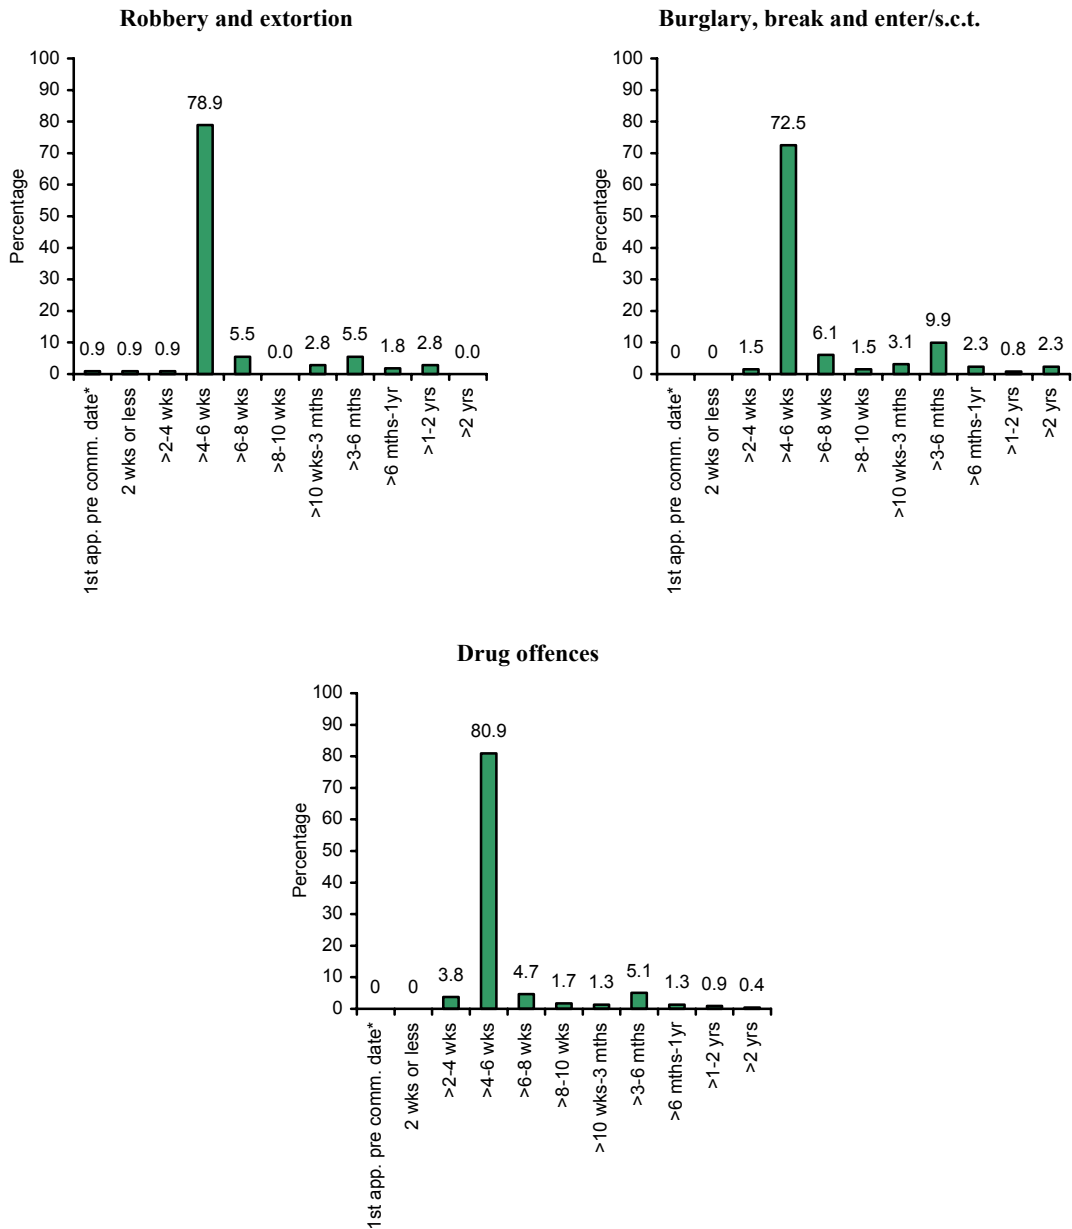 Robbery and extortion
100
90
80
70
60
50
40
30
20
10
0
Percentage
0.9
0.9
0.9
78.9
5.5
0.0
2.8
5.5
1.8
2.8
0.0
1st app. pre comm. date*
2 wks or less
>2-4 wks
>4-6 wks
>6-8 wks
>8-10 wks
>10 wks-3 mths
>3-6 mths
>6 mths-1yr
>1-2 yrs
>2 yrs
Burglary, break and enter/s.c.t.
100
90
80
70
60
50
40
30
20
10
0
Percentage
0
0
1.5
72.5
6.1
1.5
3.1
9.9
2.3
0.8
2.3
1st app. pre comm. date*
2 wks or less
>2-4 wks
>4-6 wks
>6-8 wks
>8-10 wks
>10 wks-3 mths
>3-6 mths
>6 mths-1yr
>1-2 yrs
>2 yrs
Drug offences
100
90
80
70
60
50
40
30
20
10
0
Percentage
0
0
3.8
80.9
4.7
1.7
1.3
5.1
1.3
0.9
0.4
1st app. pre comm. date*
2 wks or less
>2-4 wks
>4-6 wks
>6-8 wks
>8-10 wks
>10 wks-3 mths
>3-6 mths
>6 mths-1yr
>1-2 yrs
>2 yrs